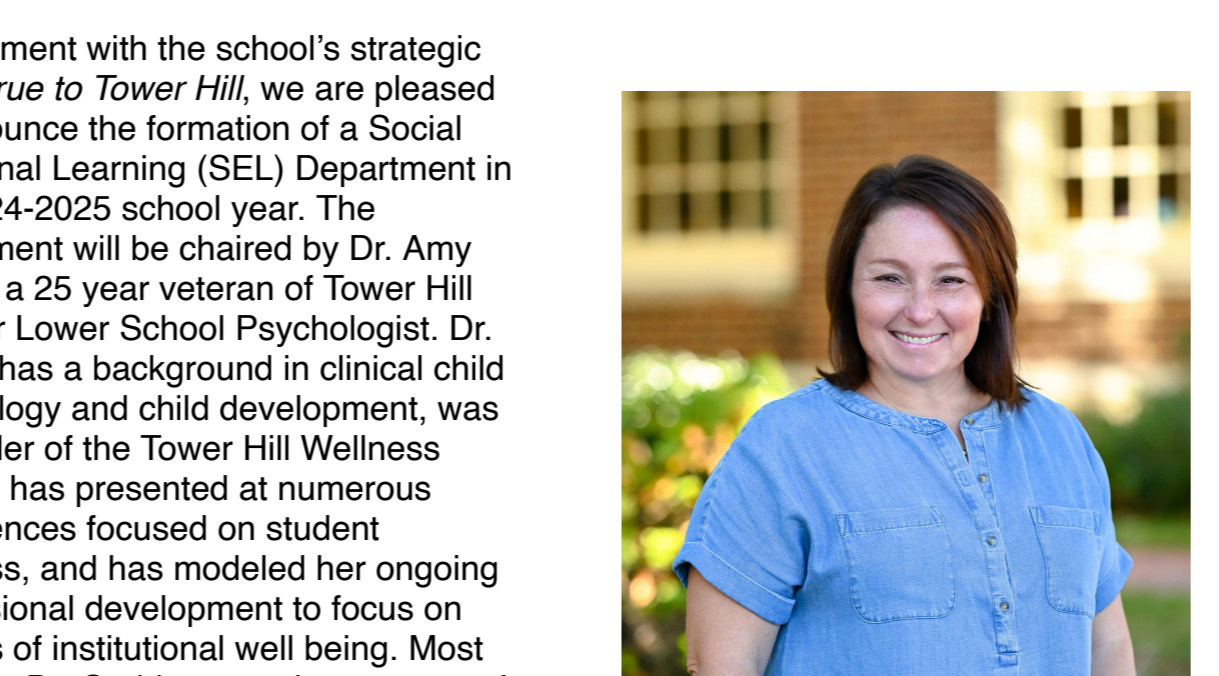 ment with the school’s strategic
rue to Tower Hill, we are pleased
ounce the formation of a Social
nal Learning (SEL) Department in
24-2025 school year. The
ment will be chaired by Dr. Amy
a 25 year veteran of Tower Hill
r Lower School Psychologist. Dr.
has a background in clinical child
logy and child development, was
der of the Tower Hill Wellness
has presented at numerous
ences focused on student
ss, and has modeled her ongoing
sional development to focus on
s of institutional well being. Most